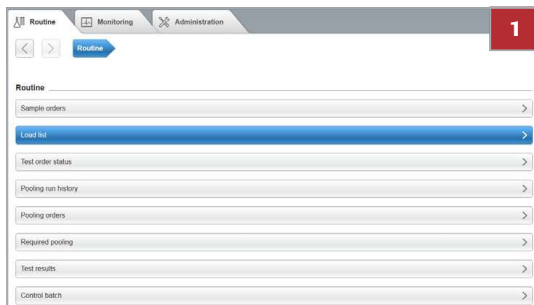 Routine Monitoring Administration
1
Routine
Routine
Sample orders
Load list
Test order status
Pooling run history
Pooling orders
Required pooling
Test results
Control batch